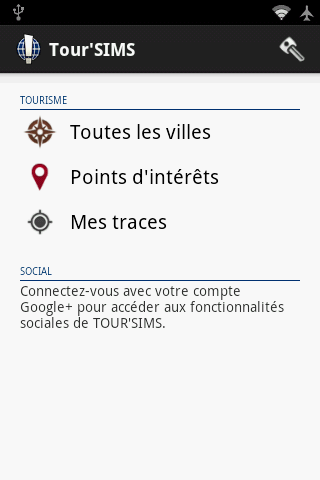 Tour'SIMS
TOURISME
Toutes les villes
Points d'intérêts
Mes traces
SOCIAL
Connectez-vous avec votre compte
Google+ pour accéder aux fonctionnalités
sociales de TOUR'SIMS.